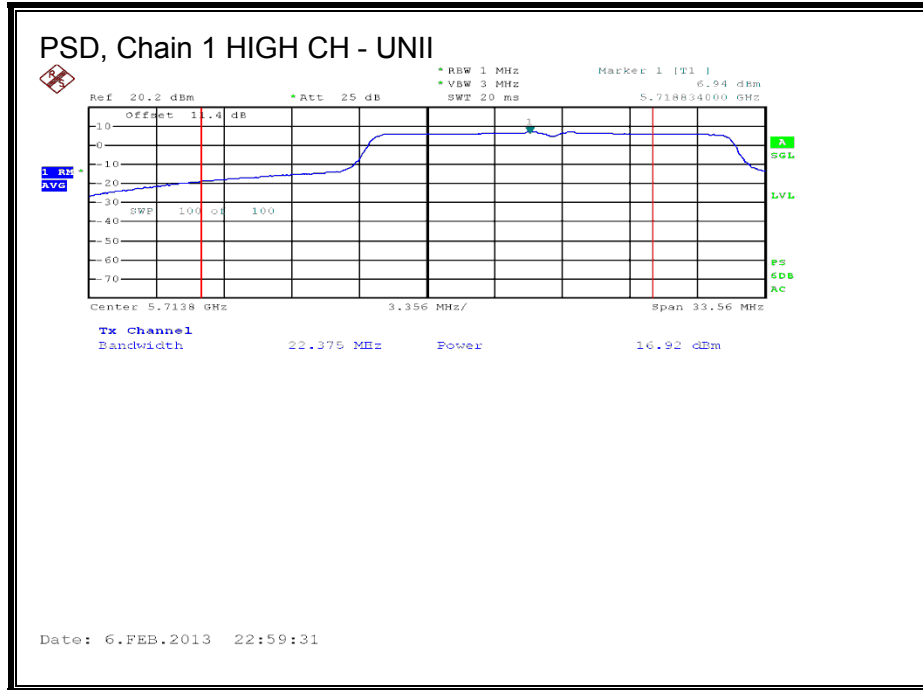 PSD, Chain 1 HIGH CH - UNII
R S
* RBW 1 MHz Marker 1 [T1 ]
* VBW 3 MHz 6.94 dBm
Ref 20.2 dBm * Att 25 dB SWT 20 ms 5.718834000 GHz
Offset 11.4 dB
1
10
0
A
SGL
-10
1 RM *
AVG
-20
LVL
-30
SWP 100 of 100
-40
-50
-60
PS
6DB
-70
AC
Center 5.7138 GHz 3.356 MHz/ Span 33.56 MHz
Tx Channel
Bandwidth 22.375 MHz Power 16.92 dBm
Date: 6.FEB.2013 22:59:31